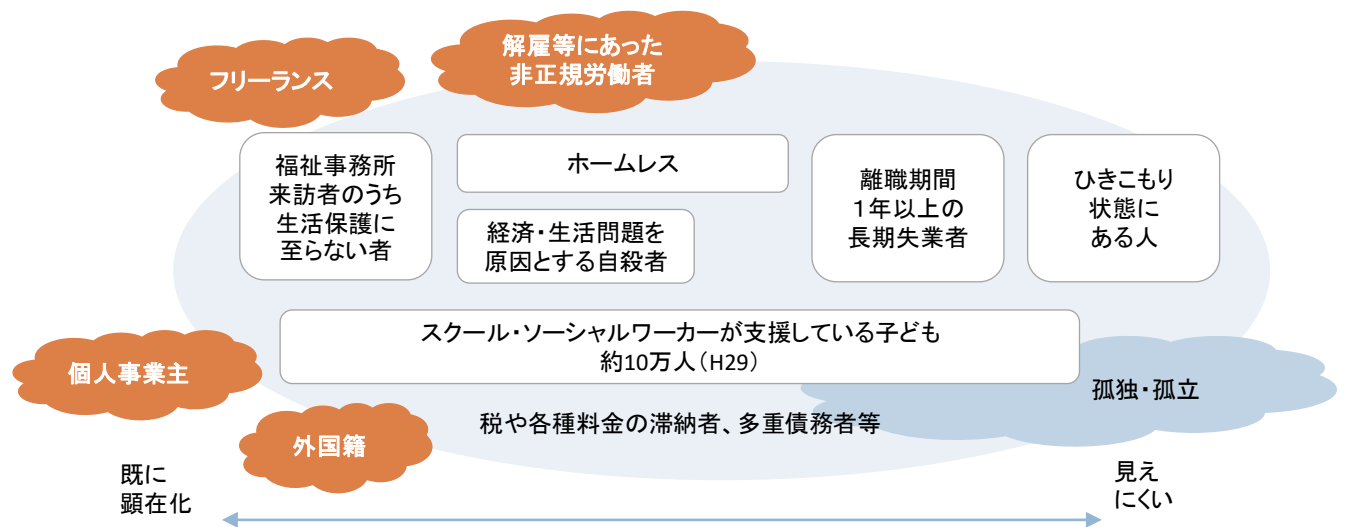 解雇等にあった
非正規労働者
フリーランス
福祉事務所
来訪者のうち
生活保護に
至らない者
ホームレス
経済・生活問題を
原因とする自殺者
離職期間
１年以上の
長期失業者
ひきこもり
状態に
ある人
スクール・ソーシャルワーカーが支援している子ども
約10万人（H29）
個人事業主
孤独・孤立
税や各種料金の滞納者、多重債務者等
外国籍
既に
顕在化
見え
にくい